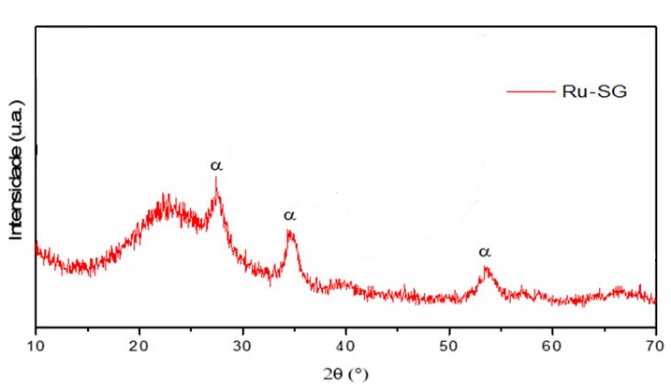 Intensidade (u.a.)
Ru-SG
α
α
α
10 20 30 40 50 60 70
2θ (°)